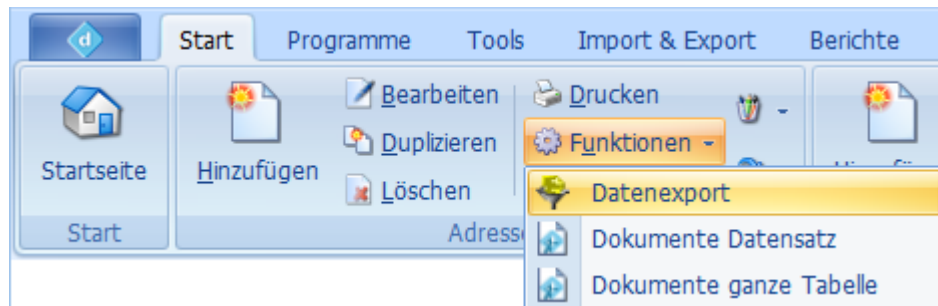 d
Start Programme Tools Import & Export Berichte
Startseite
Hinzufügen
Bearbeiten
Duplizieren
Löschen
Drucken
Funktionen
Start
Datenexport
Dokumente Datensatz
Dokumente ganze Tabelle